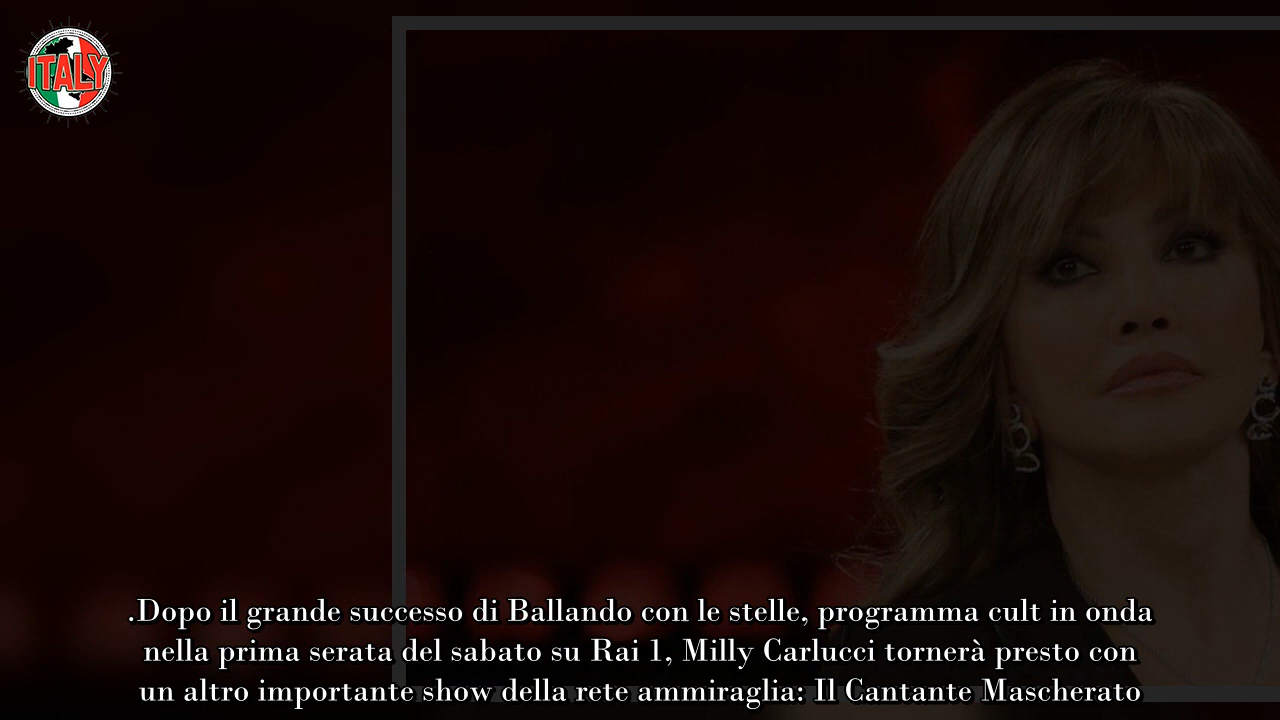 ITALY
.Dopo il grande successo di Ballando con le stelle, programma cult in onda
nella prima serata del sabato su Rai 1, Milly Carlucci tornerà presto con
un altro importante show della rete ammiraglia: Il Cantante Mascherato